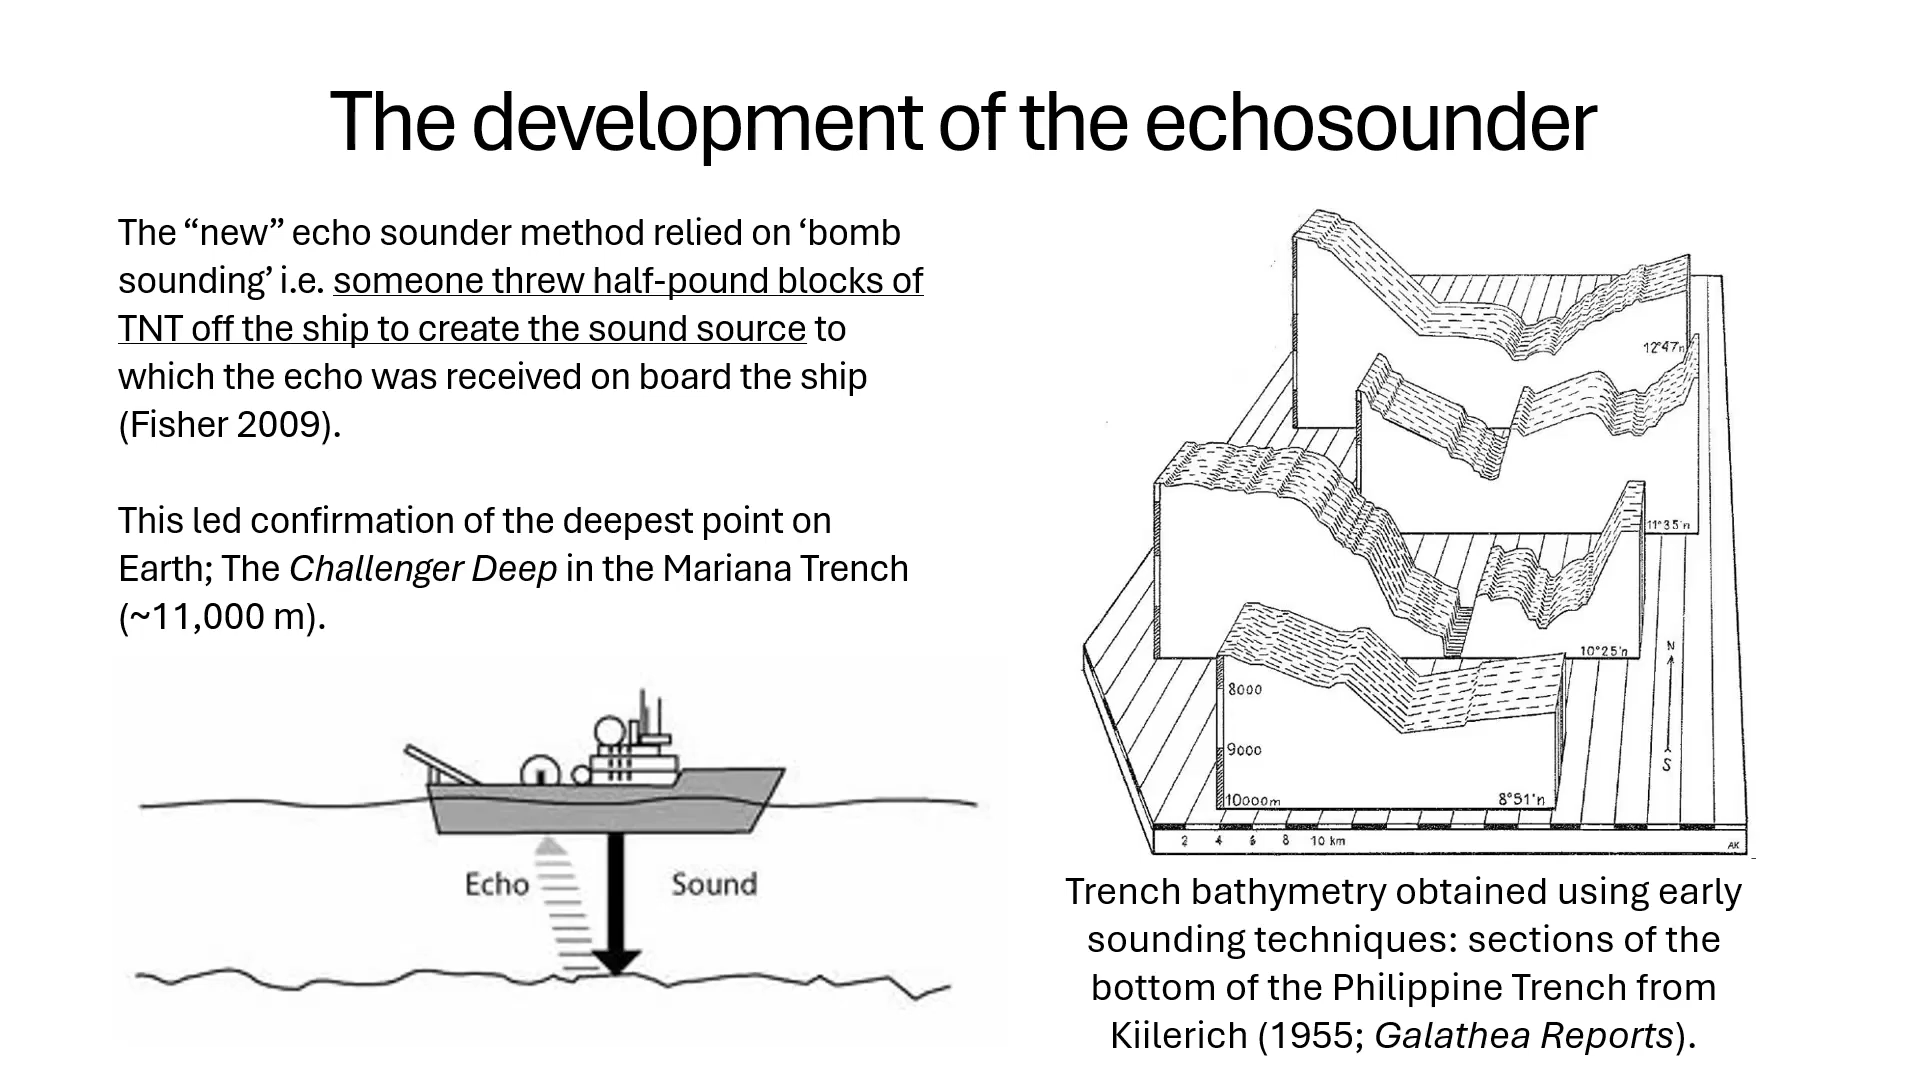 The development of the echosounder
The “new” echo sounder method relied on ‘bomb
sounding’ i.e. someone threw half-pound blocks of
TNT off the ship to create the sound source to
which the echo was received on board the ship
(Fisher 2009).
This led confirmation of the deepest point on
Earth; The Challenger Deep in the Mariana Trench
(~11,000 m).
Echo
Sound
12°47'n
11°35'n
10°25'n
N
S
8000
9000
10000m
8°51'n
2 4 6 8 10 km
AK
Trench bathymetry obtained using early
sounding techniques: sections of the
bottom of the Philippine Trench from
Kiilerich (1955; Galathea Reports).